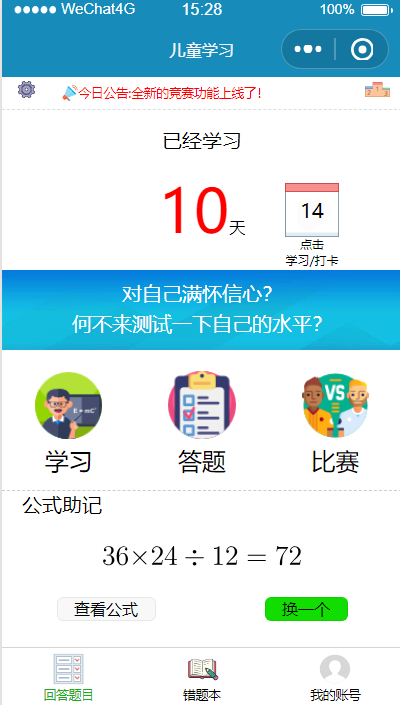 WeChat4G 15:28 100%
儿童学习
今日公告:全新的竞赛功能上线了！
已经学习
10天
14
点击
学习/打卡
对自己满怀信心？
何不来测试一下自己的水平？
E=mc²
VS
学习 答题 比赛
公式助记
36×24÷12=72
查看公式 换一个
回答题目 错题本 我的账号